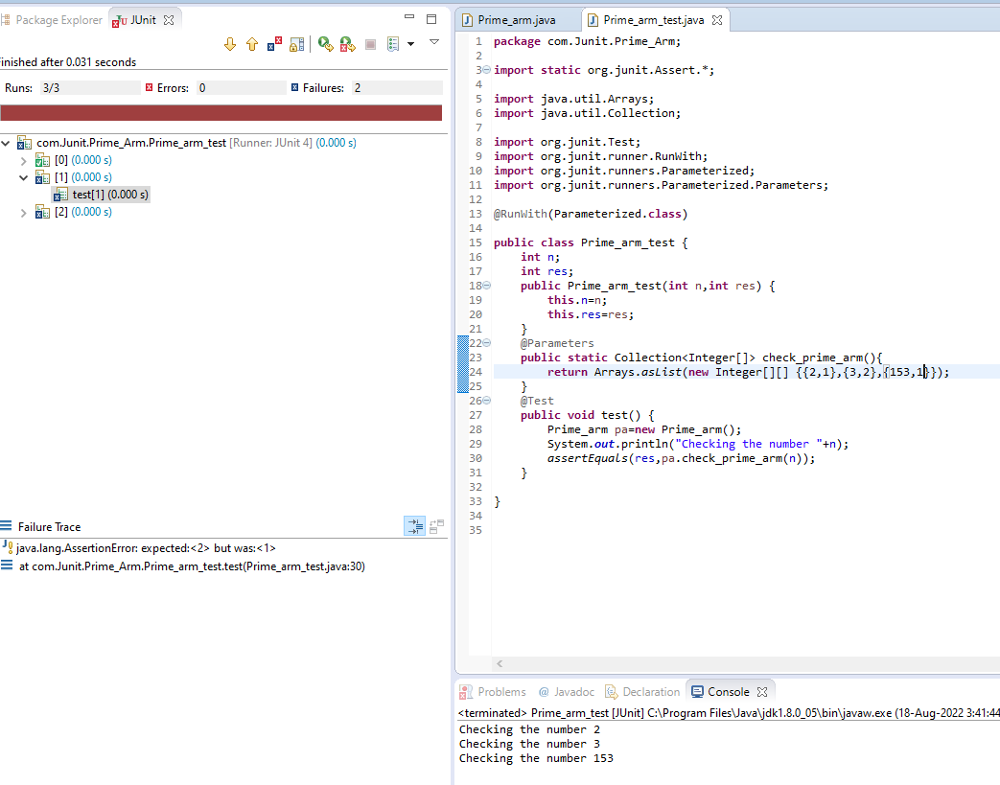 Package Explorer JUnit
Finished after 0.031 seconds
Runs: 3/3 Errors: 0 Failures: 2
com.Junit.Prime_Arm.Prime_arm_test [Runner: JUnit 4] (0.000 s)
[0] (0.000 s)
[1] (0.000 s)
test[1] (0.000 s)
[2] (0.000 s)
Failure Trace
java.lang.AssertionError: expected:<2> but was:<1>
at com.Junit.Prime_Arm.Prime_arm_test.test(Prime_arm_test.java:30)
Prime_arm.java Prime_arm_test.java
1 package com.Junit.Prime_Arm;
2
3 import static org.junit.Assert.*;
4
5 import java.util.Arrays;
6 import java.util.Collection;
7
8 import org.junit.Test;
9 import org.junit.runner.RunWith;
10 import org.junit.runners.Parameterized;
11 import org.junit.runners.Parameterized.Parameters;
12
13 @RunWith(Parameterized.class)
14
15 public class Prime_arm_test {
16 int n;
17 int res;
18 public Prime_arm_test(int n,int res) {
19 this.n=n;
20 this.res=res;
21 }
22 @Parameters
23 public static Collection<Integer[]> check_prime_arm(){
24 return Arrays.asList(new Integer[][] {{2,1},{3,2},{153,1}});
25 }
26 @Test
27 public void test() {
28 Prime_arm pa=new Prime_arm();
29 System.out.println("Checking the number "+n);
30 assertEquals(res,pa.check_prime_arm(n));
31 }
32
33 }
34
35
Problems @ Javadoc Declaration Console
<terminated> Prime_arm_test [JUnit] C:\Program Files\Java\jdk1.8.0_05\bin\javaw.exe (18-Aug-2022 3:41:44
Checking the number 2
Checking the number 3
Checking the number 153